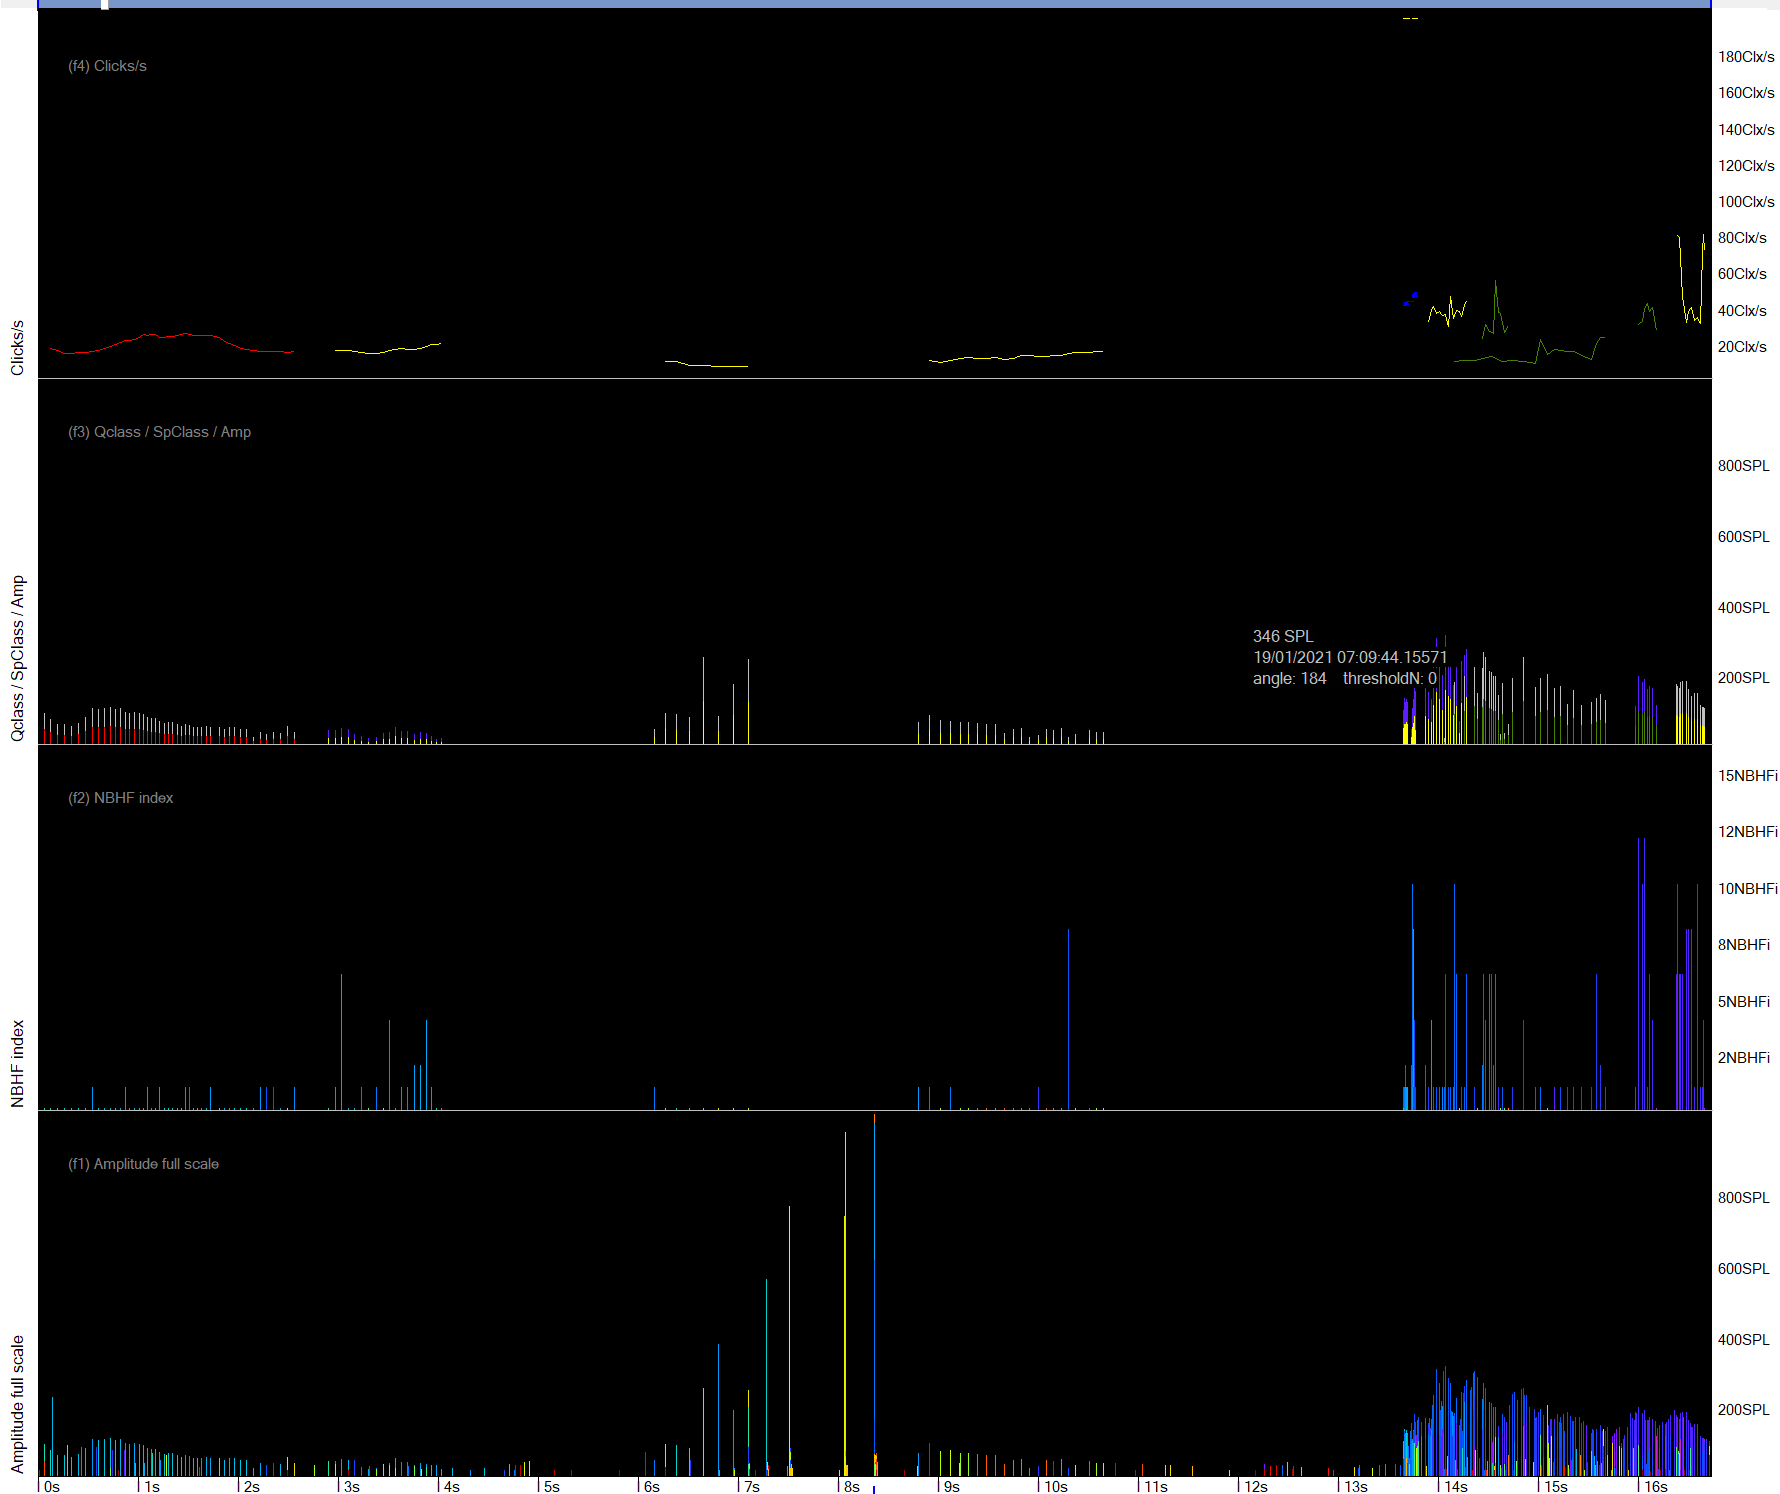 (f4) Clicks/s
180Clx/s
160Clx/s
140Clx/s
120Clx/s
100Clx/s
80Clx/s
60Clx/s
40Clx/s
20Clx/s
Clicks/s
(f3) Qclass / SpClass / Amp
800SPL
600SPL
400SPL
200SPL
346 SPL
19/01/2021 07:09:44.15571
angle: 184 thresholdN: 0
Qclass / SpClass / Amp
(f2) NBHF index
15NBHFi
12NBHFi
10NBHFi
8NBHFi
5NBHFi
2NBHFi
NBHF index
(f1) Amplitude full scale
800SPL
600SPL
400SPL
200SPL
Amplitude full scale
0s 1s 2s 3s 4s 5s 6s 7s 8s 9s 10s 11s 12s 13s 14s 15s 16s